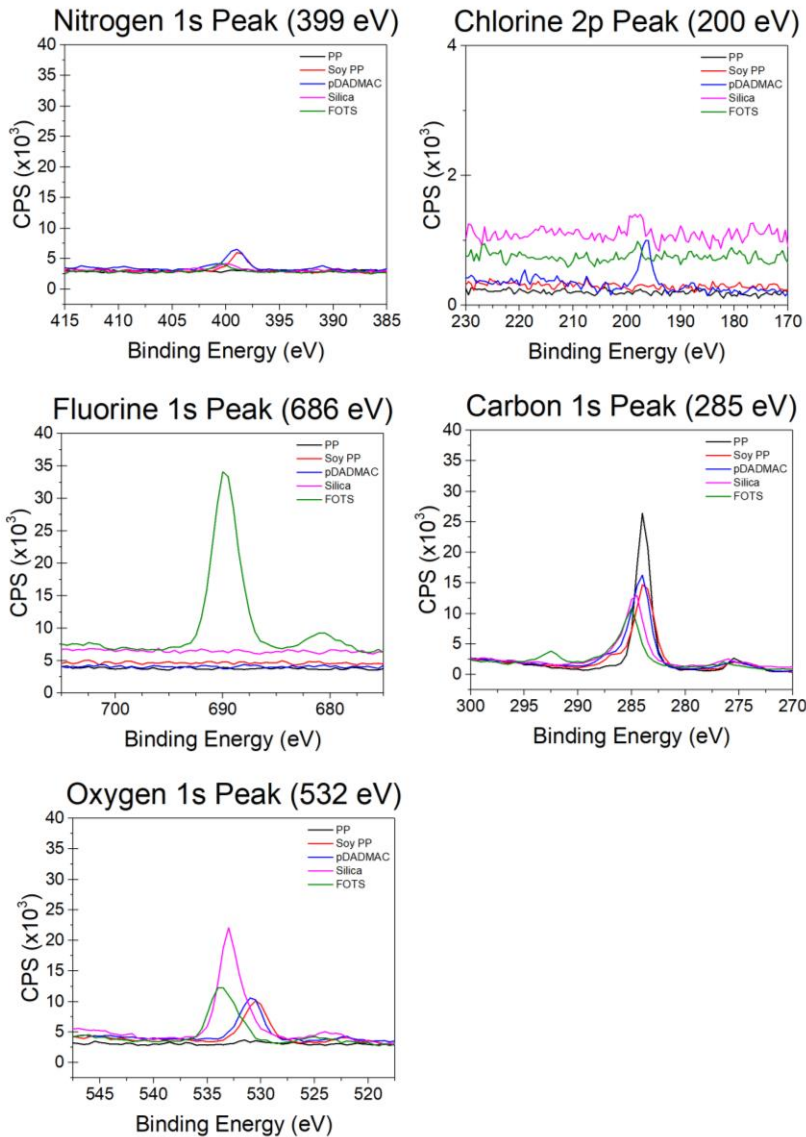 Nitrogen 1s Peak (399 eV)
CPS (x10³)
40
35
30
25
20
15
10
5
0
PP
Soy PP
pDADMAC
Silica
FOTS
415 410 405 400 395 390 385
Binding Energy (eV)
Chlorine 2p Peak (200 eV)
CPS (x10³)
4
2
0
PP
Soy PP
pDADMAC
Silica
FOTS
230 220 210 200 190 180 170
Binding Energy (eV)
Fluorine 1s Peak (686 eV)
CPS (x10³)
40
35
30
25
20
15
10
5
0
PP
Soy PP
pDADMAC
Silica
FOTS
700 690 680
Binding Energy (eV)
Carbon 1s Peak (285 eV)
CPS (x10³)
40
35
30
25
20
15
10
5
0
PP
Soy PP
pDADMAC
Silica
FOTS
300 295 290 285 280 275 270
Binding Energy (eV)
Oxygen 1s Peak (532 eV)
CPS (x10³)
40
35
30
25
20
15
10
5
0
PP
Soy PP
pDADMAC
Silica
FOTS
545 540 535 530 525 520
Binding Energy (eV)